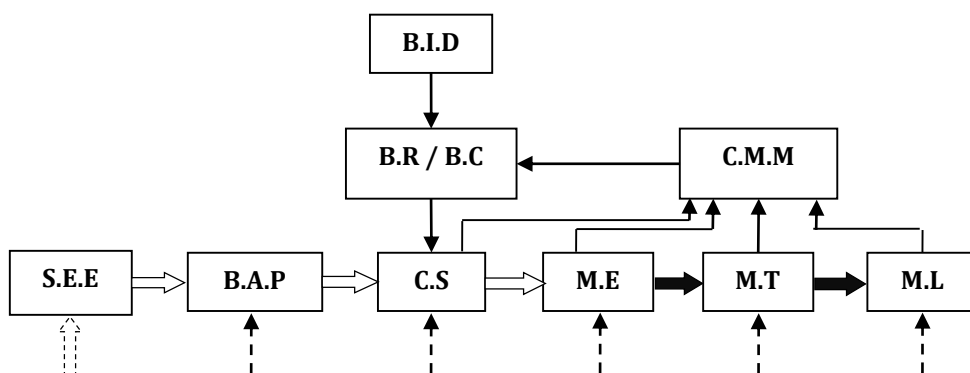 B.I.D
B.R / B.C
C.M.M
S.E.E
B.A.P
C.S
M.E
M.T
M.L